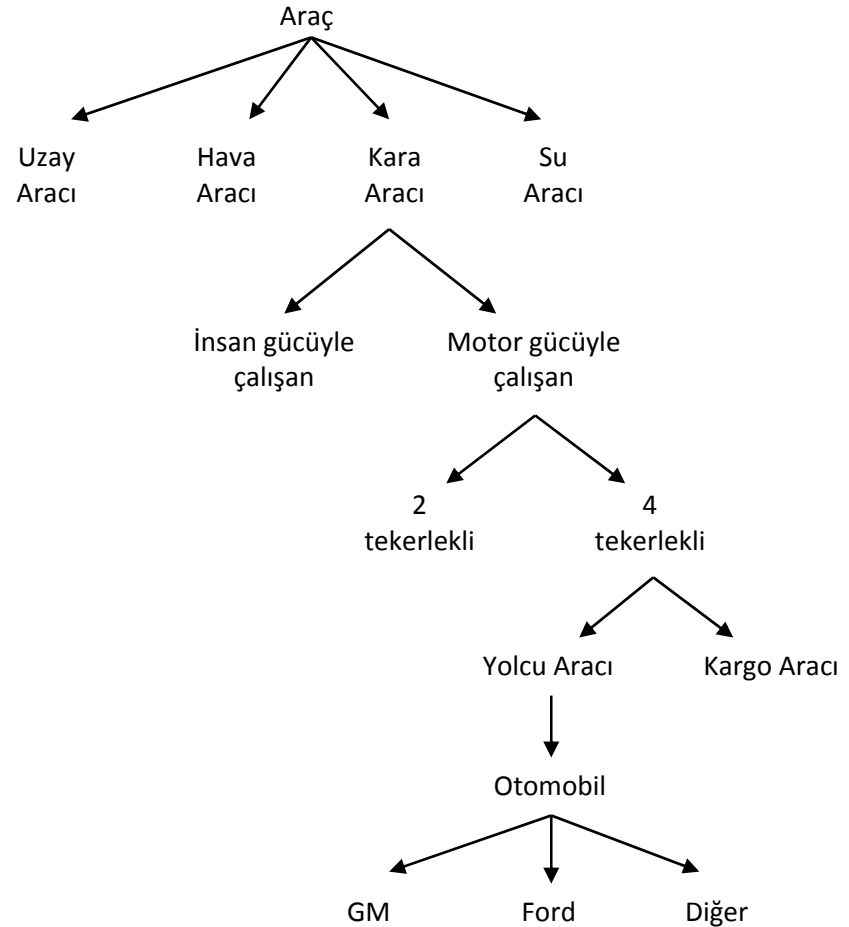 Araç
Uzay Aracı
Hava Aracı
Kara Aracı
Su Aracı
İnsan gücüyle çalışan
Motor gücüyle çalışan
2 tekerlekli
4 tekerlekli
Yolcu Aracı
Kargo Aracı
Otomobil
GM
Ford
Diğer